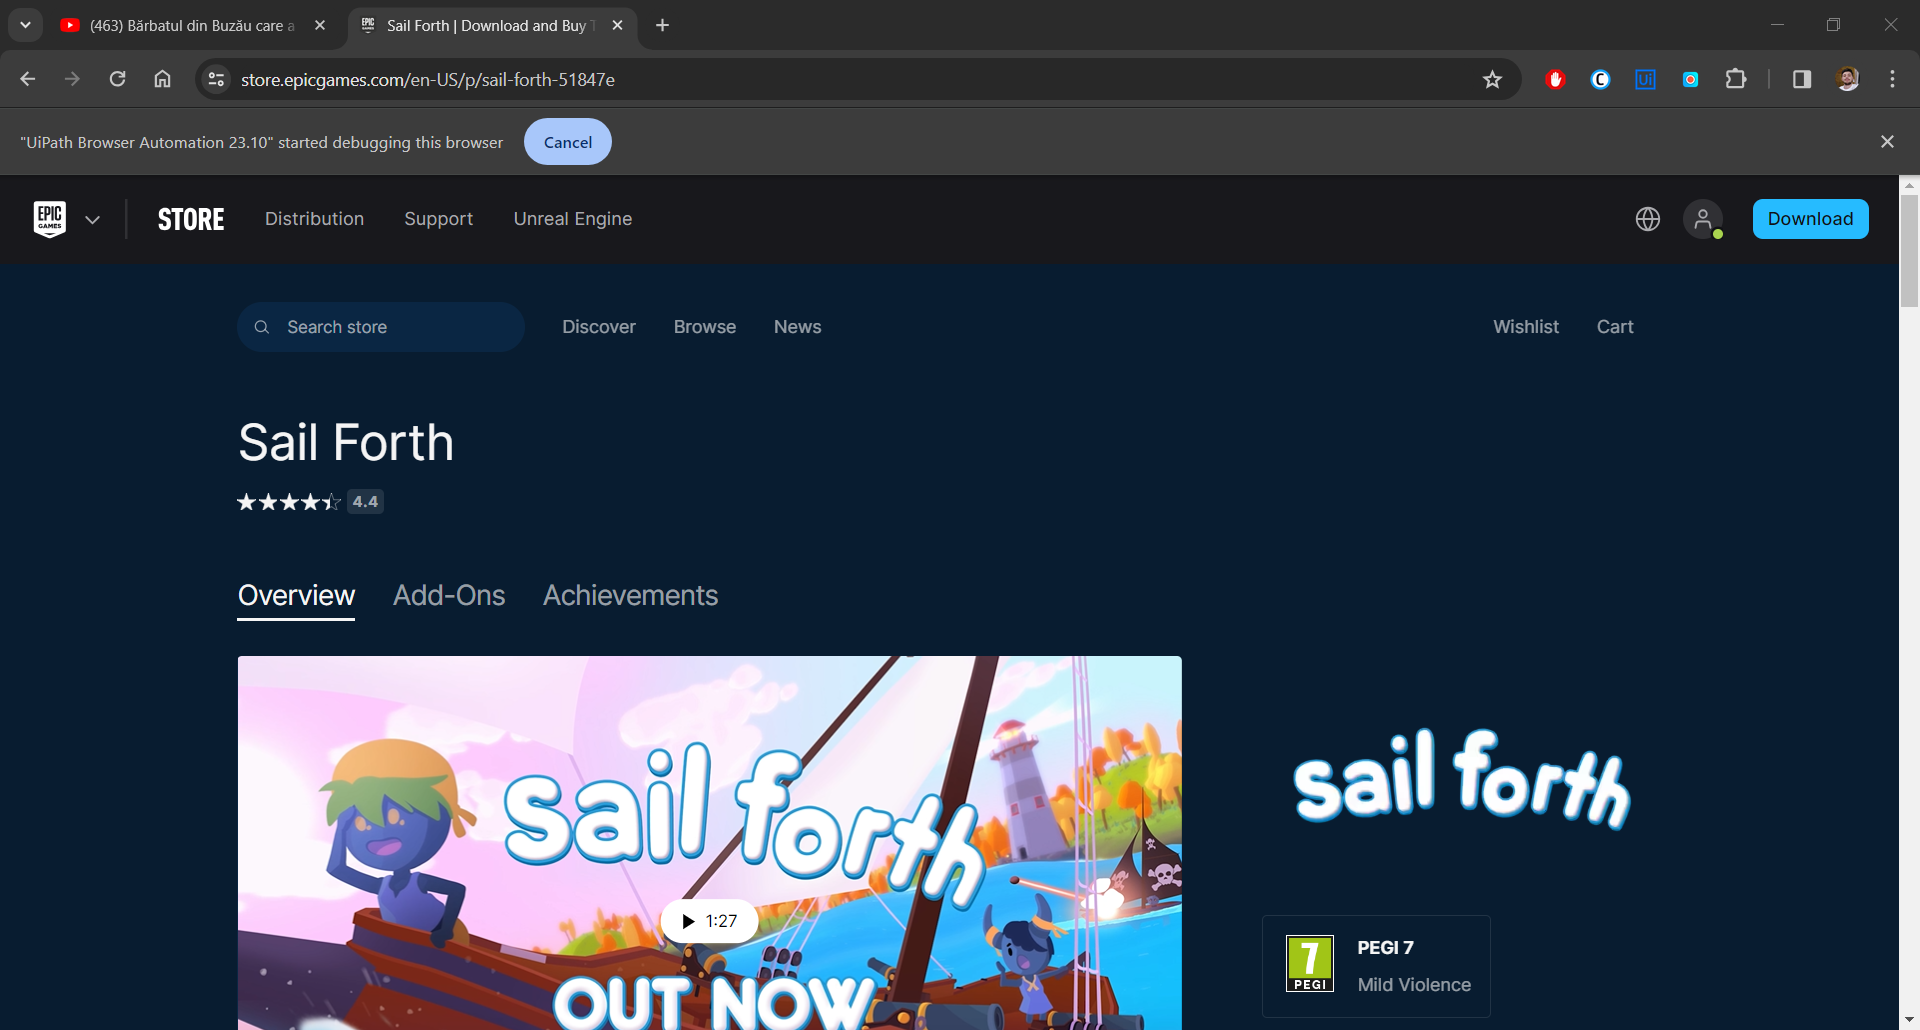 (463) Bărbatul din Buzău care a
Sail Forth | Download and Buy T
store.epicgames.com/en-US/p/sail-forth-51847e
"UiPath Browser Automation 23.10" started debugging this browser
Cancel
EPIC GAMES
STORE
Distribution
Support
Unreal Engine
Download
Search store
Discover
Browse
News
Wishlist
Cart
Sail Forth
4.4
Overview
Add-Ons
Achievements
sail forth
1:27
OUT NOW
sail forth
7
PEGI
PEGI 7
Mild Violence